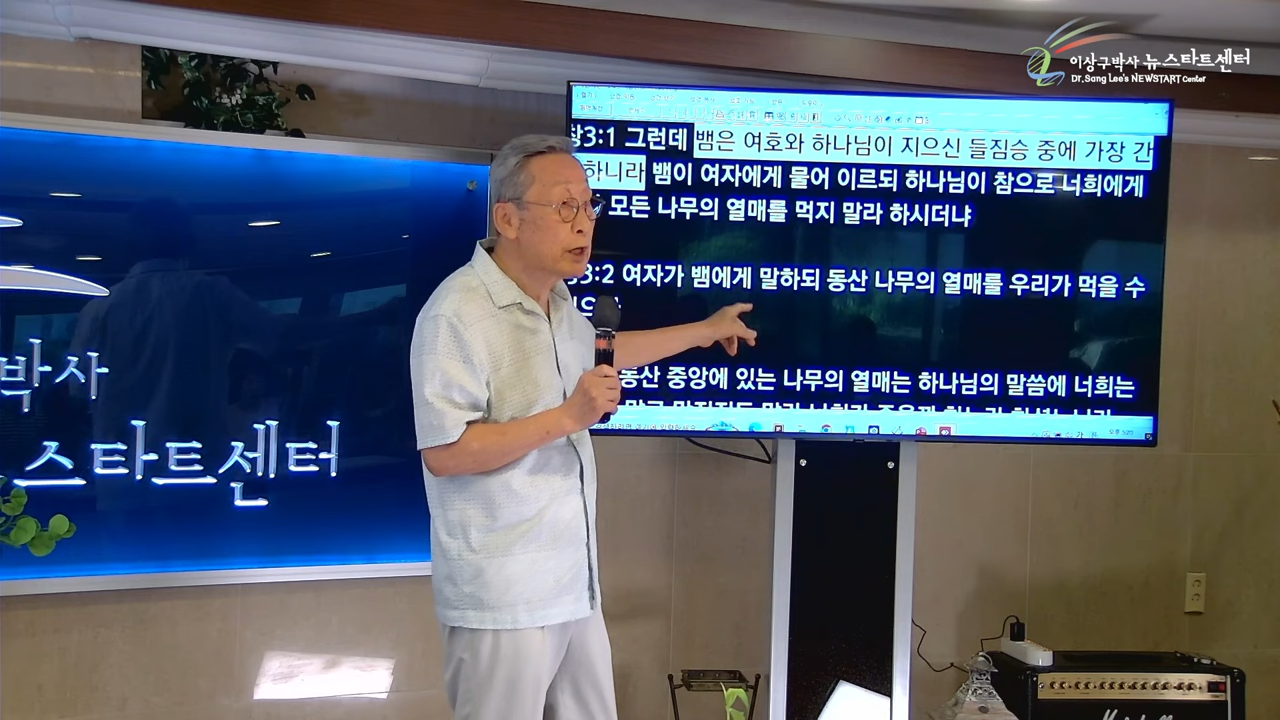 이상구박사 뉴스타트센터
Dr. Sang Lee's NEWSTART Center
창3:1 그런데 뱀은 여호와 하나님이 지으신 들짐승 중에 가장 간
하니라 뱀이 여자에게 물어 이르되 하나님이 참으로 너희에게
모든 나무의 열매를 먹지 말라 하시더냐
3:2 여자가 뱀에게 말하되 동산 나무의 열매를 우리가 먹을 수
동산 중앙에 있는 나무의 열매는 하나님의 말씀에 너희는
박사
스타트센터
Marshall